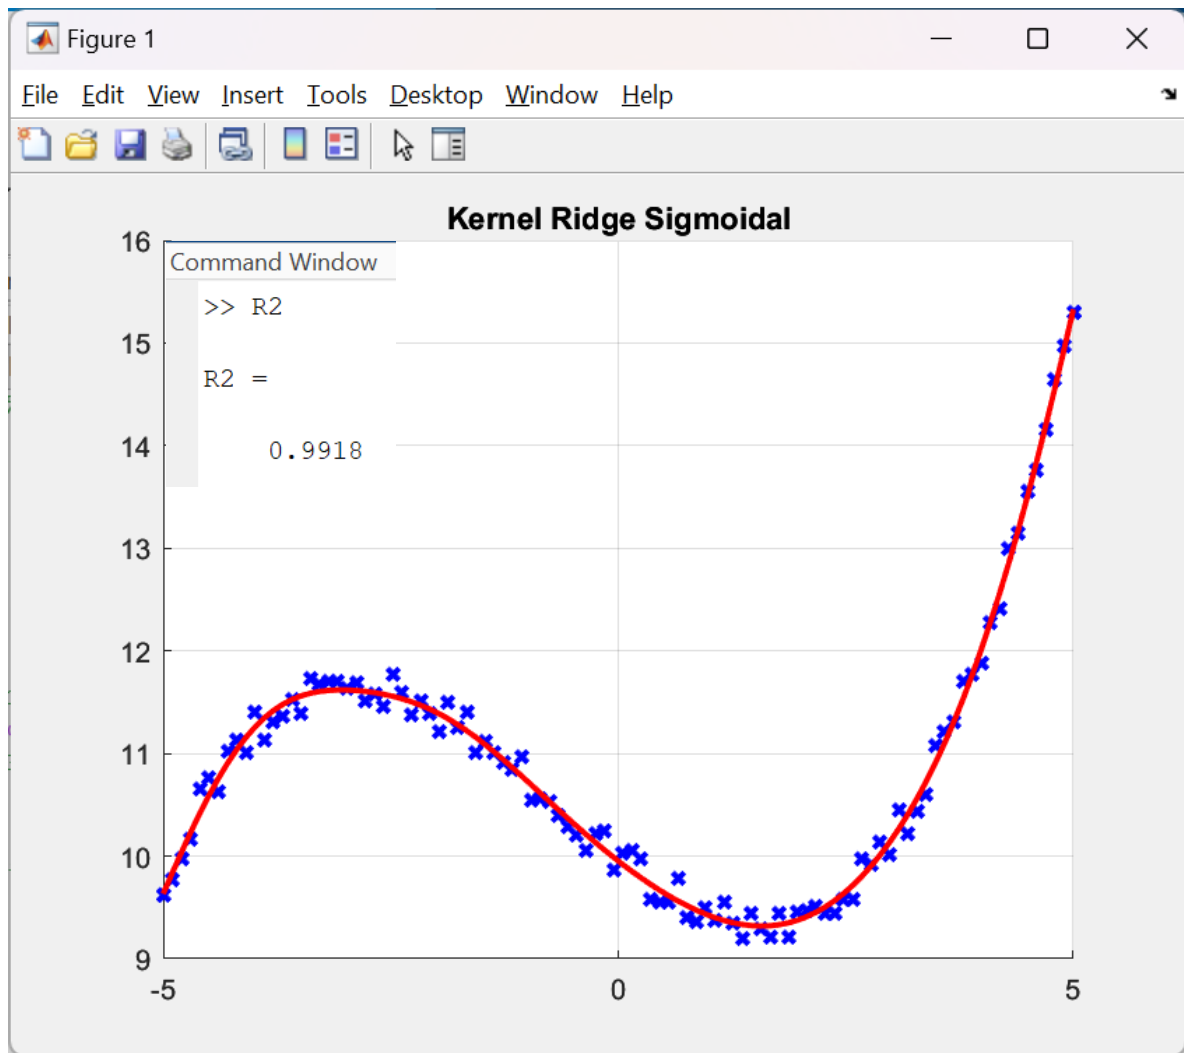 Figure 1
File Edit View Insert Tools Desktop Window Help
Kernel Ridge Sigmoidal
16
Command Window
>> R2
15
R2 =
14
0.9918
13
12
11
10
9
-5 0 5